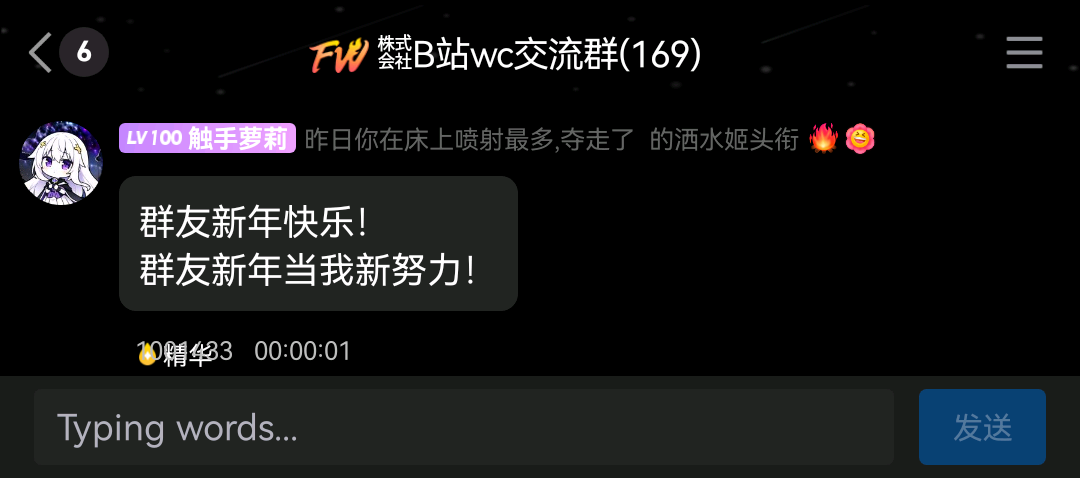 6
FW 株式会社B站wc交流群(169)
LV100 触手萝莉 昨日你在床上喷射最多,夺走了 的洒水姬头衔
群友新年快乐！
群友新年当我新努力！
精华 00:00:01
Typing words...
发送